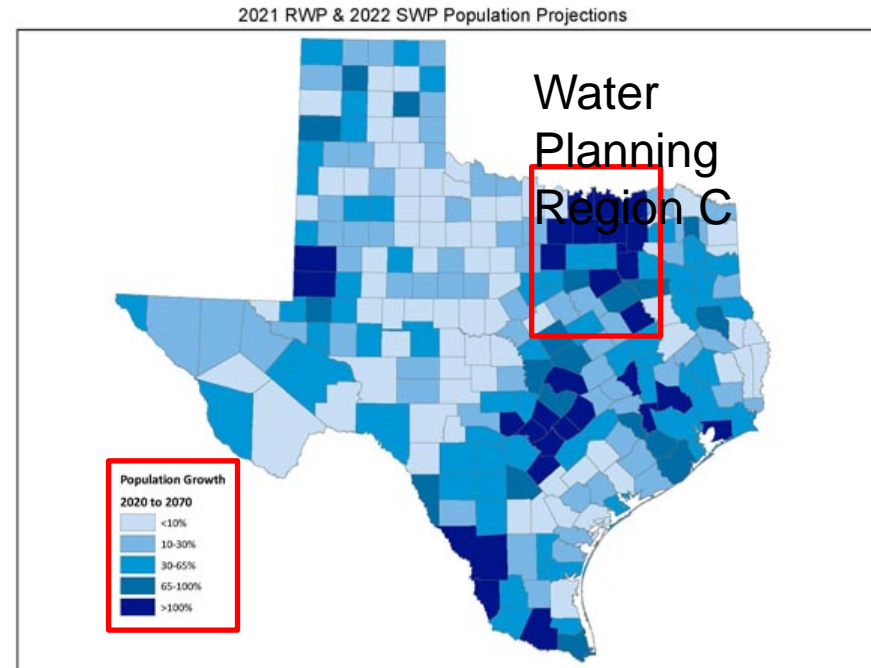 2021 RWP & 2022 SWP Population Projections
Water
Planning
Region C
Population Growth
2020 to 2070
<10%
10-30%
30-65%
65-100%
>100%